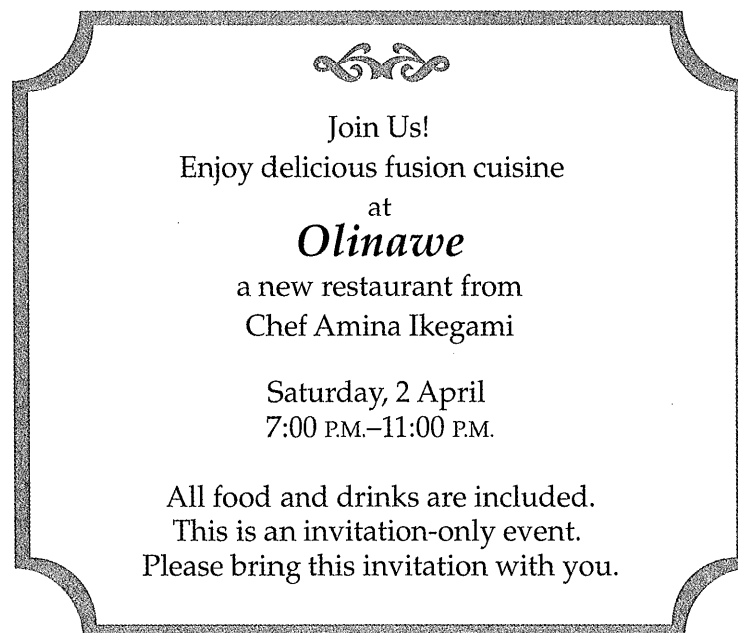 Join Us!
Enjoy delicious fusion cuisine
at
Olinawe
a new restaurant from
Chef Amina Ikegami
Saturday, 2 April
7:00 P.M.–11:00 P.M.
All food and drinks are included.
This is an invitation-only event.
Please bring this invitation with you.